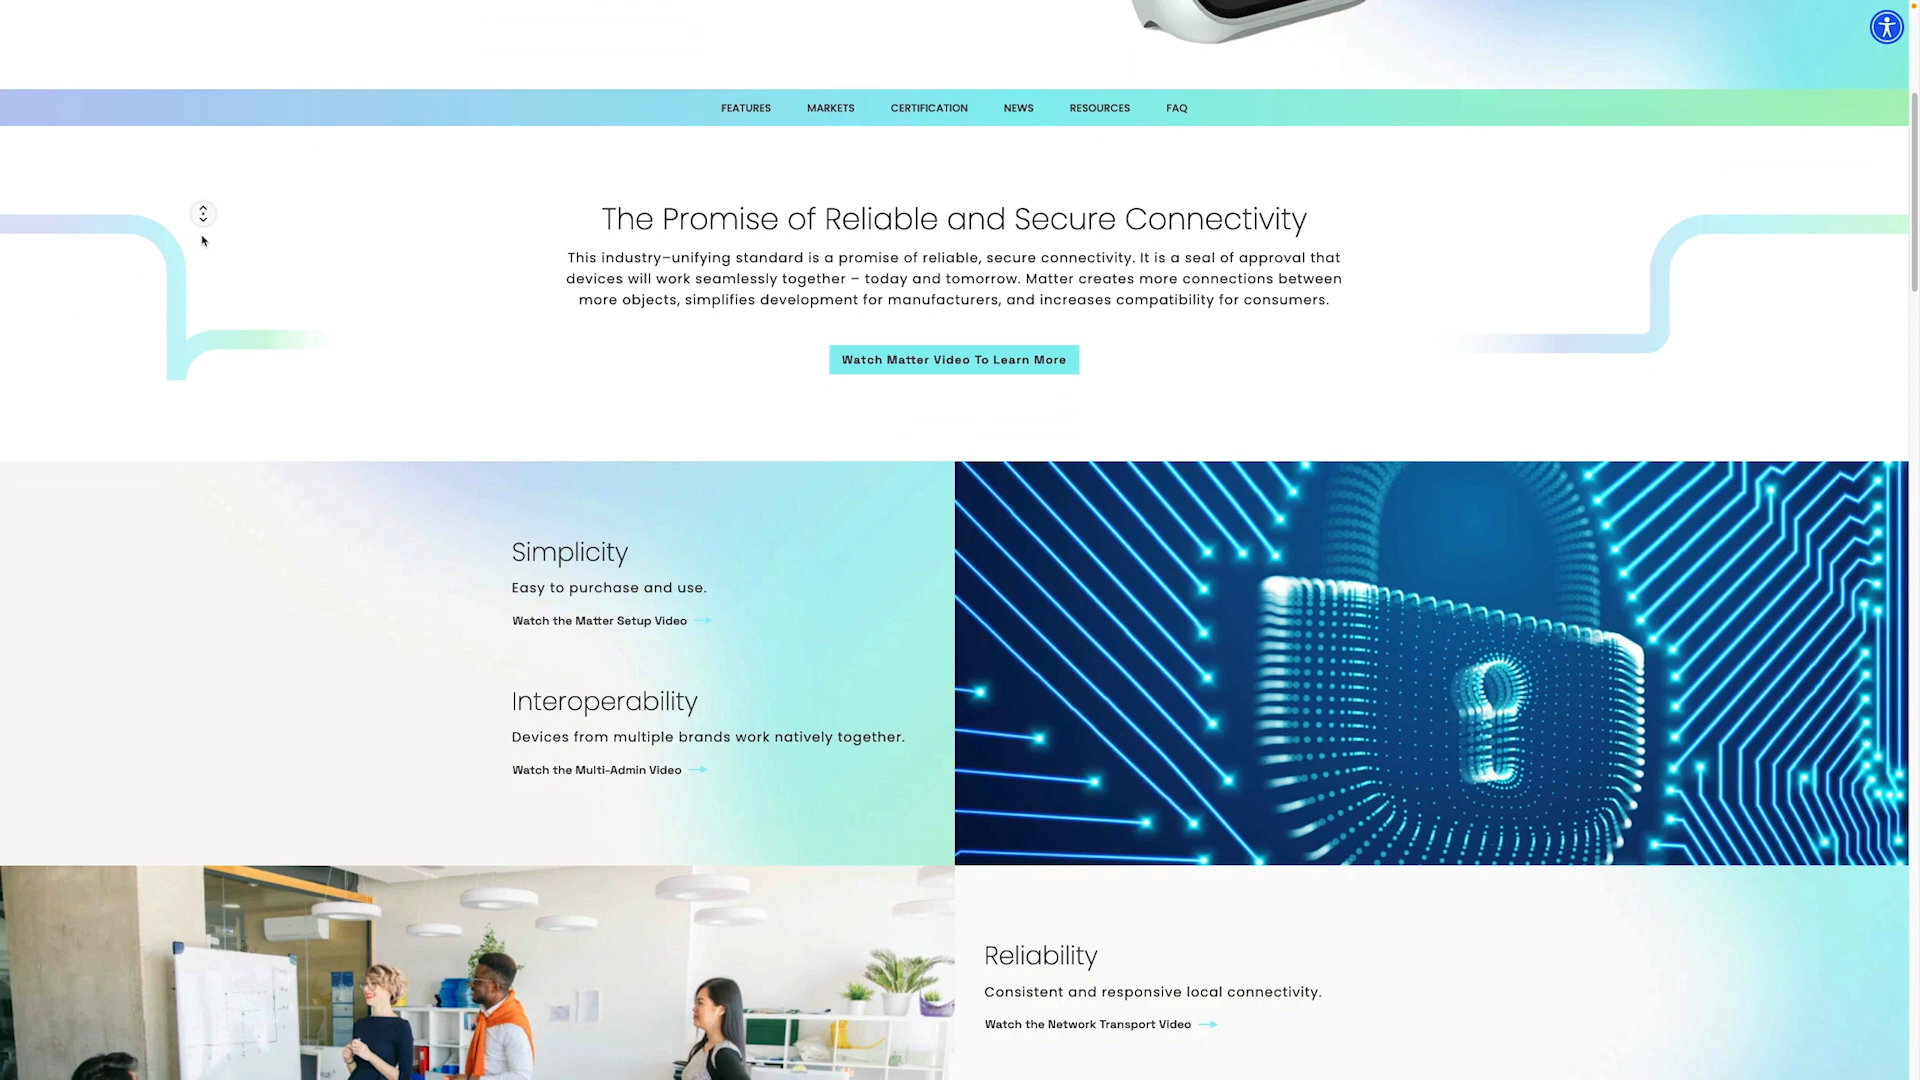 FEATURES MARKETS CERTIFICATION NEWS RESOURCES FAQ
The Promise of Reliable and Secure Connectivity
This industry–unifying standard is a promise of reliable, secure connectivity. It is a seal of approval that
devices will work seamlessly together – today and tomorrow. Matter creates more connections between
more objects, simplifies development for manufacturers, and increases compatibility for consumers.
Watch Matter Video To Learn More
Simplicity
Easy to purchase and use.
Watch the Matter Setup Video
Interoperability
Devices from multiple brands work natively together.
Watch the Multi-Admin Video
Reliability
Consistent and responsive local connectivity.
Watch the Network Transport Video